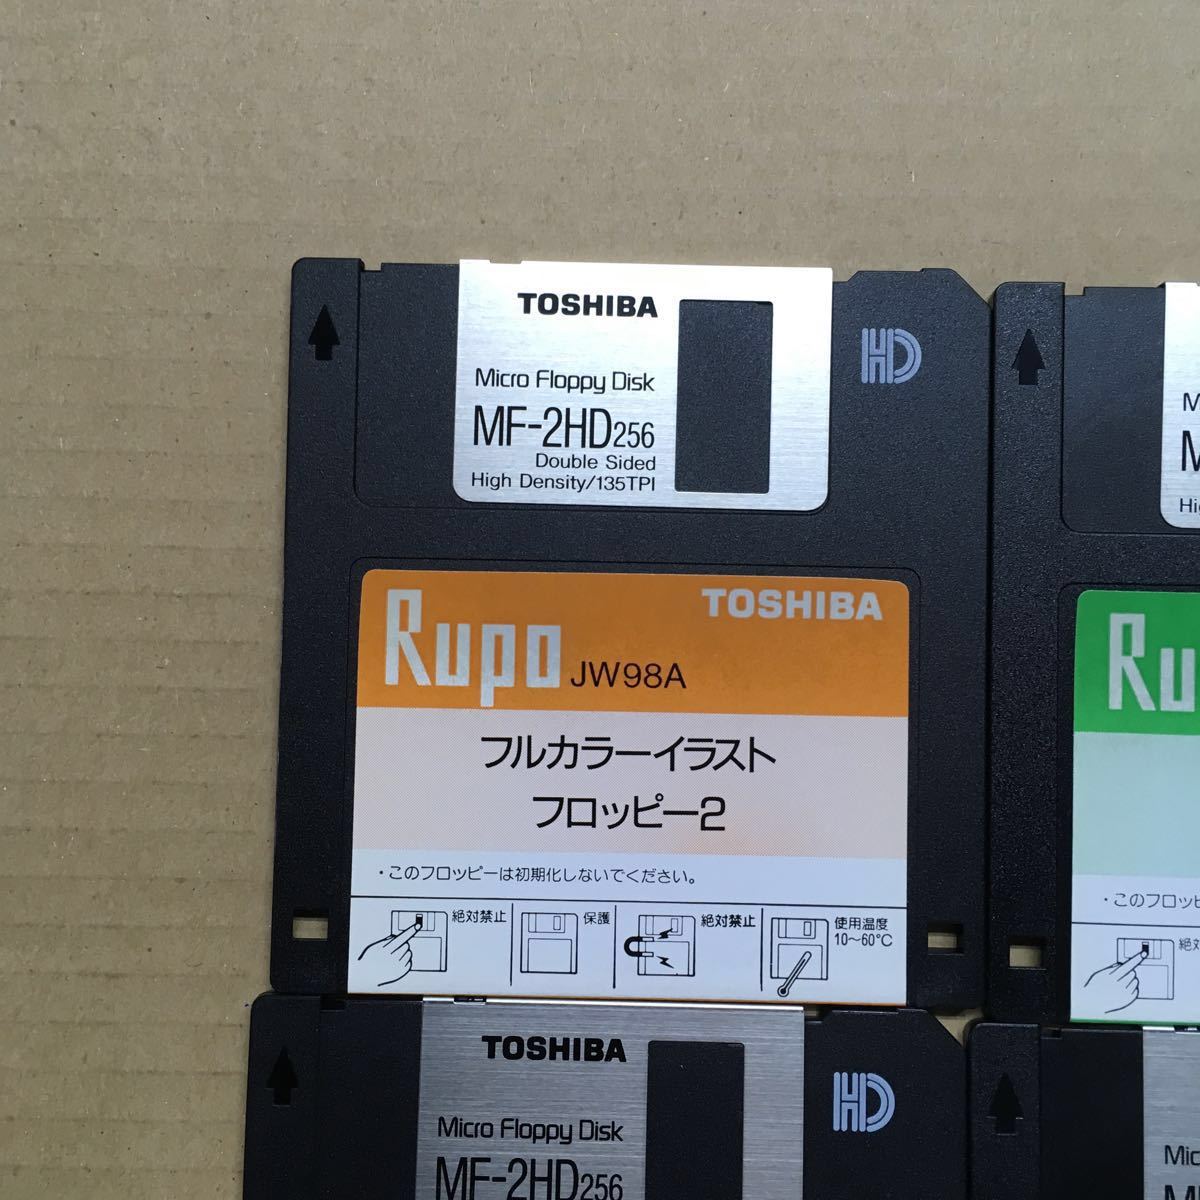 TOSHIBA
Micro Floppy Disk
MF-2HD256
Double Sided
High Density/135TPI
HD
Rupo JW98A
TOSHIBA
フルカラーイラスト
フロッピー2
・このフロッピーは初期化しないでください。
絶対禁止
保護
絶対禁止
使用温度
10〜60℃
M
M
Hi
Ru
・このフロッピ
絶対
TOSHIBA
Micro Floppy Disk
MF-2HD256
HD
Mic
M